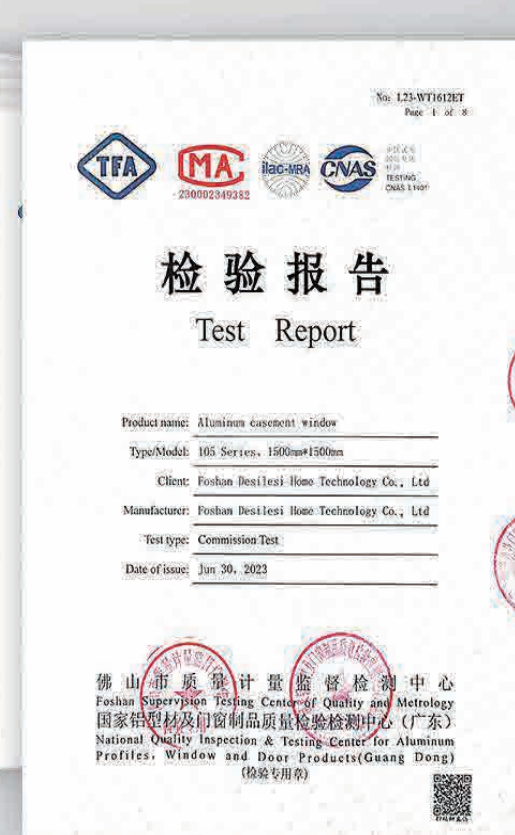 No: L23-WT1612ET
Page 1 of 8
TFA
MA
230002349382
ilac-MRA
CNAS
TESTING
检验报告
Test Report
Product name: Aluminum casement window
Type/Model: 105 Series, 1500mm*1500mm
Client: Foshan Desilesi Home Technology Co., Ltd
Manufacturer: Foshan Desilesi Home Technology Co., Ltd
Test type: Commission Test
Date of issue: Jun 30, 2023
佛山市质量计量监督检测中心
Foshan Supervision Testing Center of Quality and Metrology
国家铝型材及门窗制品质量检验检测中心（广东）
National Quality Inspection & Testing Center for Aluminum
Profiles, Window and Door Products(Guang Dong)
(检验专用章)